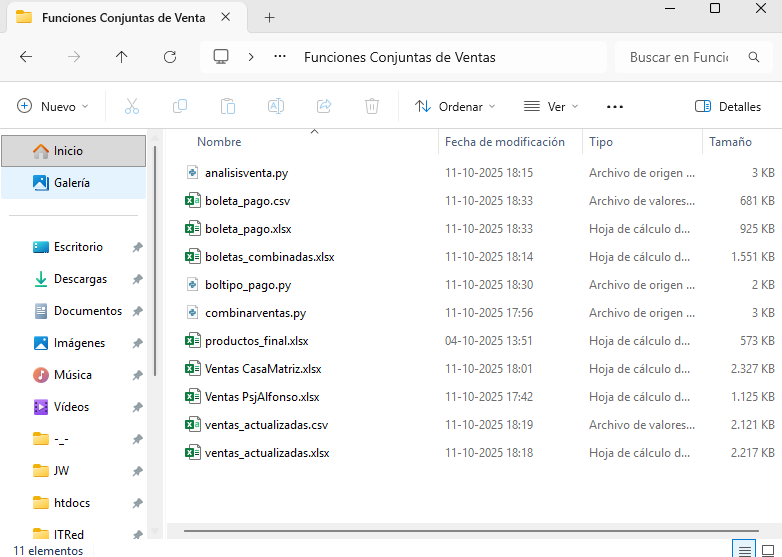 Funciones Conjuntas de Venta
Funciones Conjuntas de Ventas
Buscar en Funci
Nuevo
Ordenar
Ver
Detalles
Nombre Fecha de modificación Tipo Tamaño
Inicio
Galería
Escritorio
Descargas
Documentos
Imágenes
Música
Vídeos
-_-
JW
htdocs
ITRed
analisisventa.py 11-10-2025 18:15 Archivo de origen ... 3 KB
boleta_pago.csv 11-10-2025 18:33 Archivo de valores... 681 KB
boleta_pago.xlsx 11-10-2025 18:33 Hoja de cálculo d... 925 KB
boletas_combinadas.xlsx 11-10-2025 18:14 Hoja de cálculo d... 1.551 KB
boltipo_pago.py 11-10-2025 18:30 Archivo de origen ... 2 KB
combinarventas.py 11-10-2025 17:56 Archivo de origen ... 3 KB
productos_final.xlsx 04-10-2025 13:51 Hoja de cálculo d... 573 KB
Ventas CasaMatriz.xlsx 11-10-2025 18:01 Hoja de cálculo d... 2.327 KB
Ventas PsjAlfonso.xlsx 11-10-2025 17:42 Hoja de cálculo d... 1.125 KB
ventas_actualizadas.csv 11-10-2025 18:19 Archivo de valores... 2.121 KB
ventas_actualizadas.xlsx 11-10-2025 18:18 Hoja de cálculo d... 2.217 KB
11 elementos